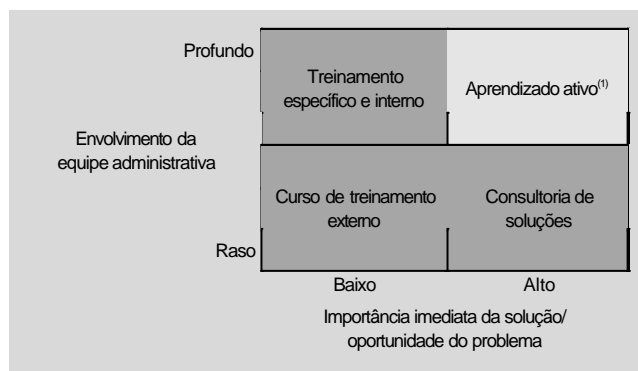 Profundo
Treinamento
específico e interno
Aprendizado ativo(1)
Envolvimento da
equipe administrativa
Curso de treinamento
externo
Consultoria de
soluções
Raso
Baixo
Alto
Importância imediata da solução/
oportunidade do problema